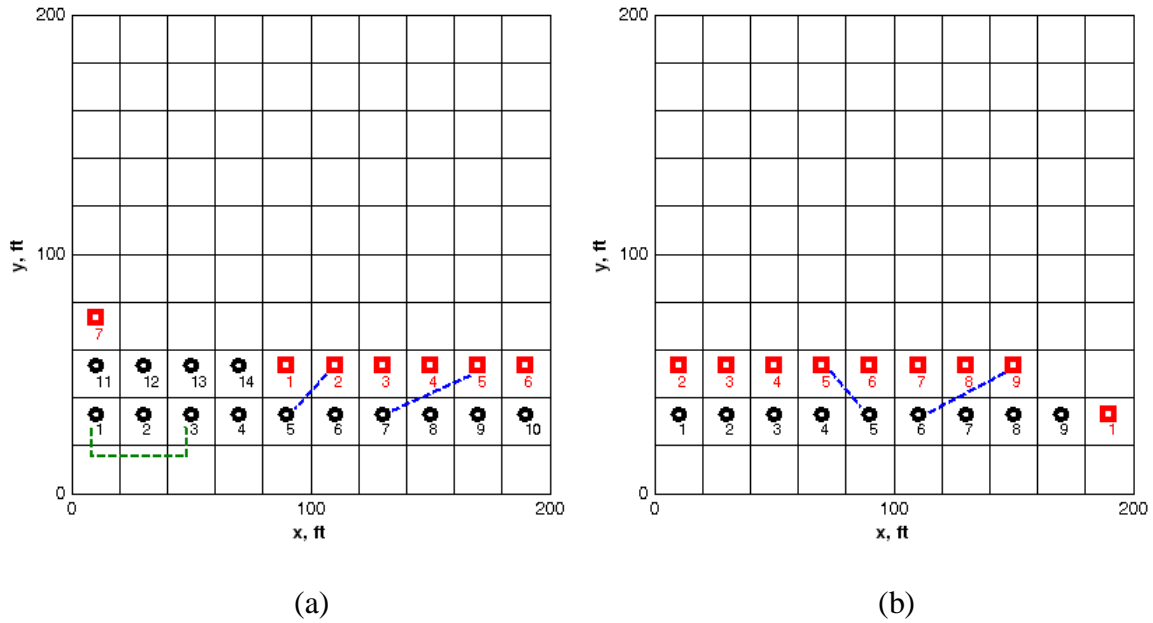 200
y, ft
100
7
11 12 13 14 1 2 3 4 5 6
1 2 3 4 5 6 7 8 9 10
0
0 100 200
x, ft
(a)
200
y, ft
100
2 3 4 5 6 7 8 9
1 2 3 4 5 6 7 8 9 1
0
0 100 200
x, ft
(b)